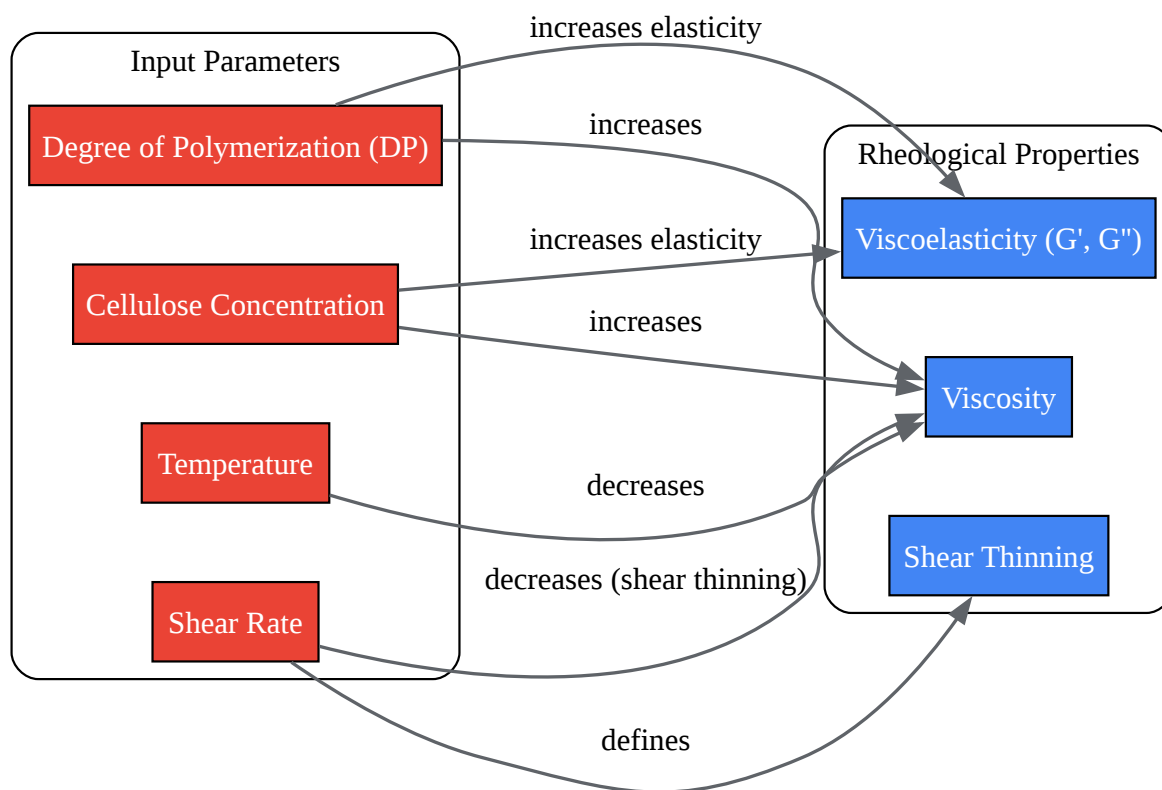 increases elasticity
Input Parameters
Degree of Polymerization (DP)
increases
Rheological Properties
Viscoelasticity (G', G")
increases elasticity
Cellulose Concentration
increases
Viscosity
Temperature
decreases
Shear Thinning
decreases (shear thinning)
Shear Rate
defines